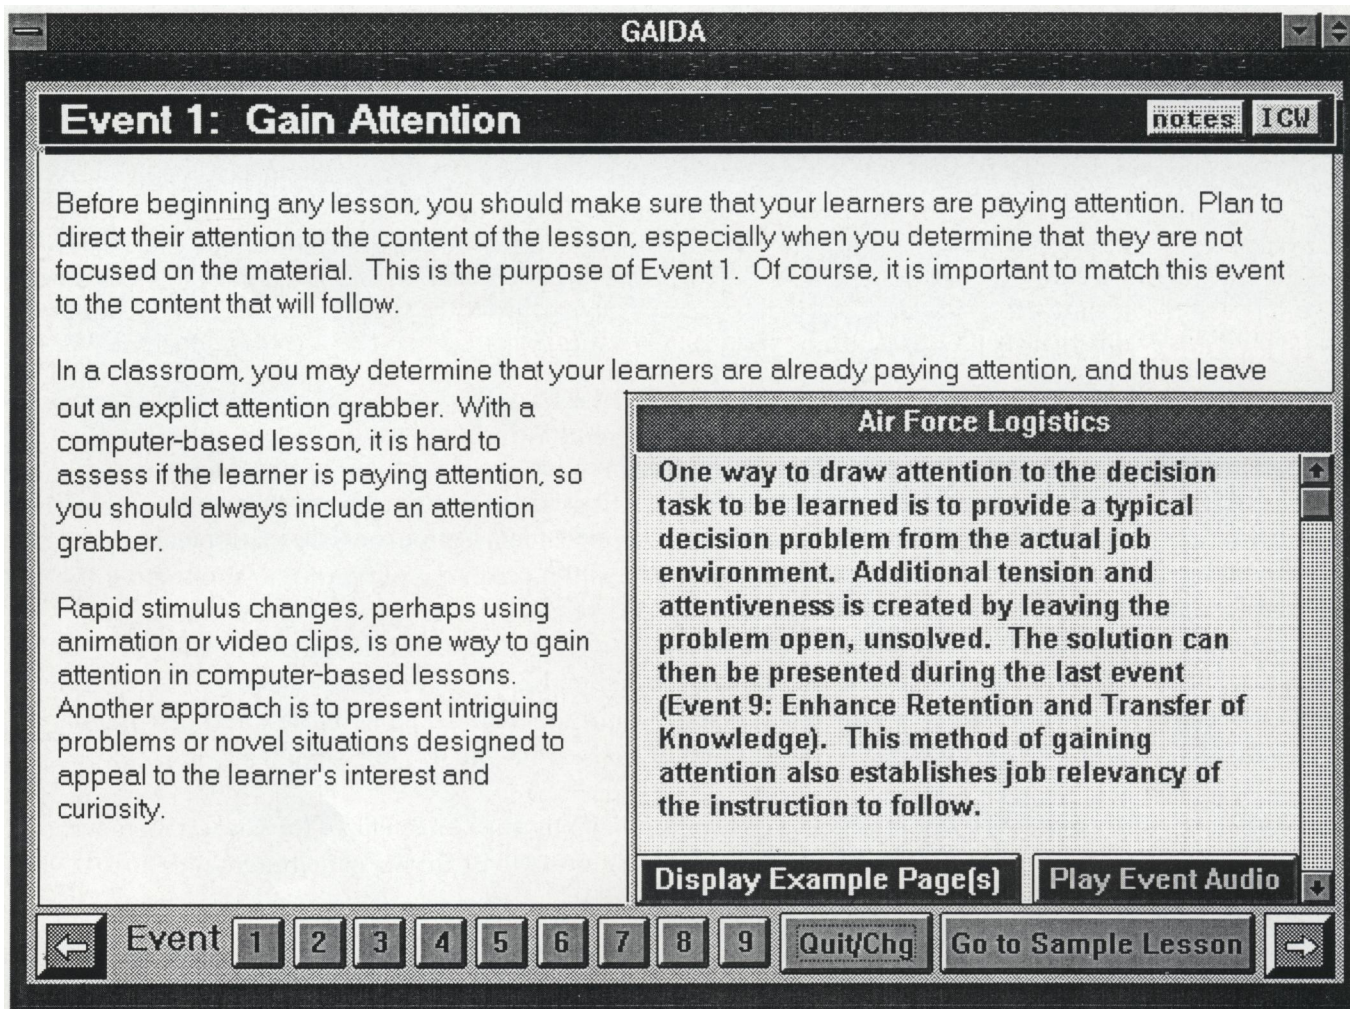 GAIDA
Event 1: Gain Attention
notes ICW
Before beginning any lesson, you should make sure that your learners are paying attention. Plan to
direct their attention to the content of the lesson, especially when you determine that they are not
focused on the material. This is the purpose of Event 1. Of course, it is important to match this event
to the content that will follow.
In a classroom, you may determine that your learners are already paying attention, and thus leave
out an explict attention grabber. With a
computer-based lesson, it is hard to
assess if the learner is paying attention, so
you should always include an attention
grabber.
Rapid stimulus changes, perhaps using
animation or video clips, is one way to gain
attention in computer-based lessons.
Another approach is to present intriguing
problems or novel situations designed to
appeal to the learner's interest and
curiosity.
Air Force Logistics
One way to draw attention to the decision
task to be learned is to provide a typical
decision problem from the actual job
environment. Additional tension and
attentiveness is created by leaving the
problem open, unsolved. The solution can
then be presented during the last event
(Event 9: Enhance Retention and Transfer of
Knowledge). This method of gaining
attention also establishes job relevancy of
the instruction to follow.
Display Example Page(s) Play Event Audio
Event 1 2 3 4 5 6 7 8 9 Quit/Chg Go to Sample Lesson